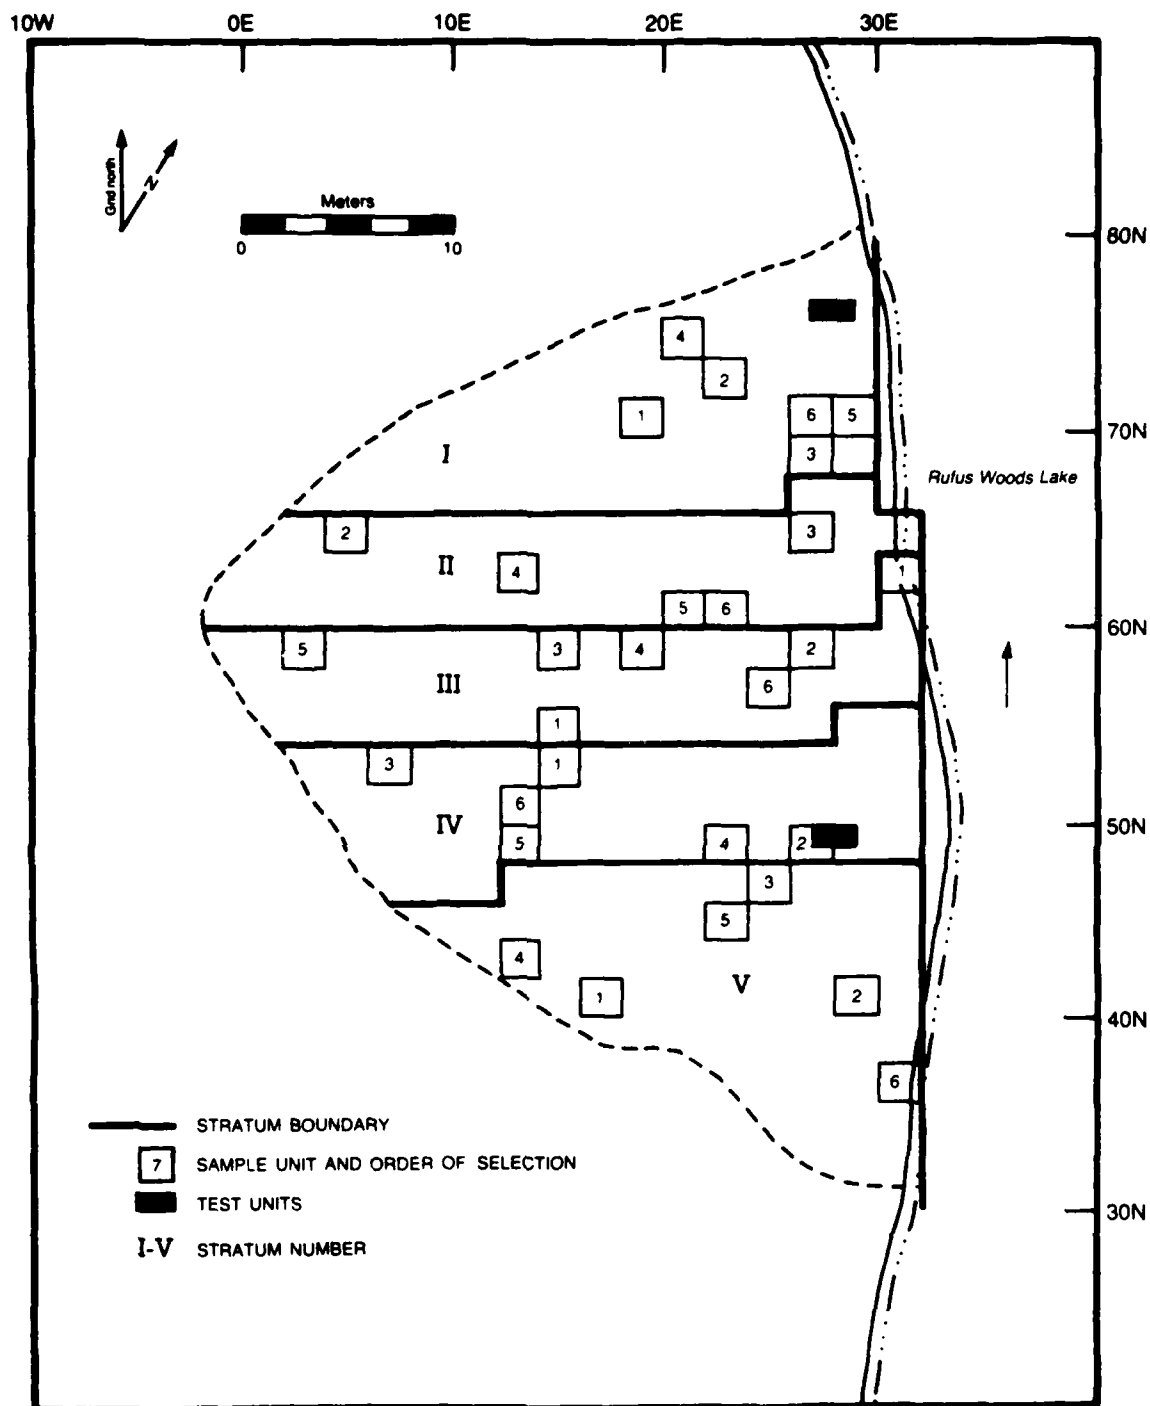 10W 0E 10E 20E 30E
Grid north
N
Meters
0 10
80N
4
2
1
6 5
70N
I
3
Rufus Woods Lake
2
3
II
4
1
5 6
60N
5 3 4 2
III
6
1
3 1
6
IV
50N
5 4 2
3
5
4
V
1 2
40N
6
STRATUM BOUNDARY
7 SAMPLE UNIT AND ORDER OF SELECTION
TEST UNITS
30N
I-V STRATUM NUMBER